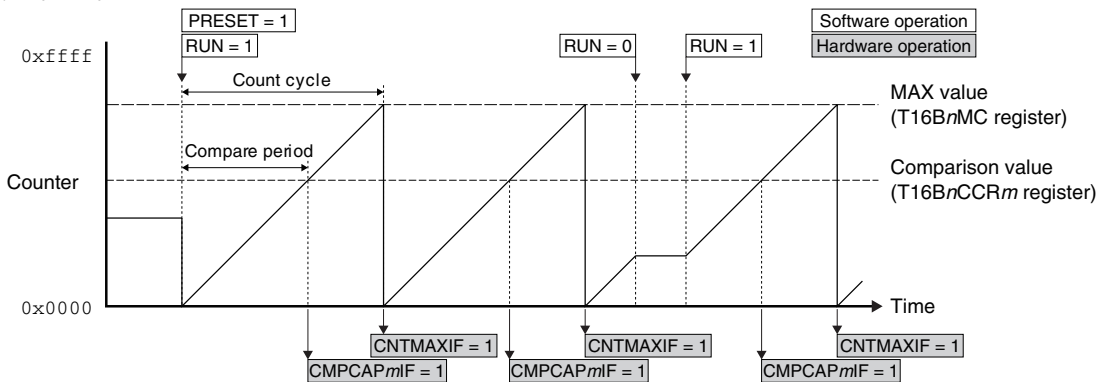 PRESET = 1
Software operation
0xffff
RUN = 1
RUN = 0
RUN = 1
Hardware operation
Count cycle
MAX value
(T16BnMC register)
Compare period
Comparison value
(T16BnCCRm register)
Counter
0x0000
Time
CNTMAXIF = 1
CNTMAXIF = 1
CNTMAXIF = 1
CMPCAPmIF = 1
CMPCAPmIF = 1
CMPCAPmIF = 1